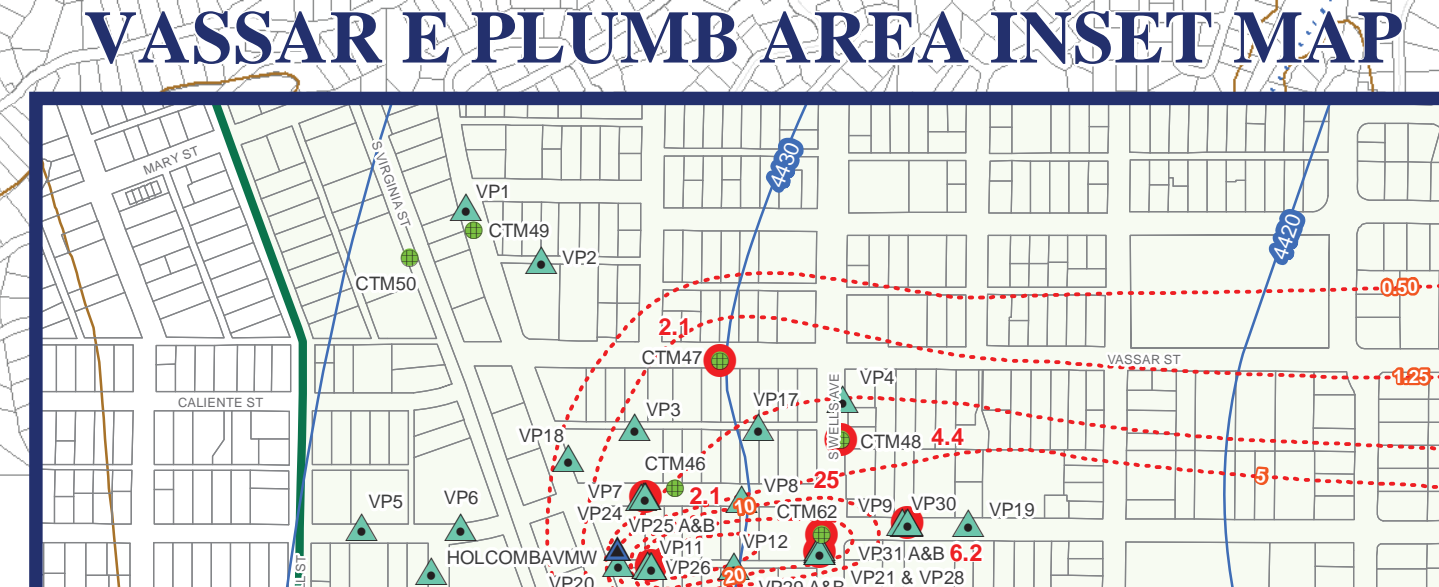 VASSAR E PLUMB AREA INSET MAP
MARY ST
S VIRGINIA ST
4430
VP1
CTM49
4420
VP2
CTM50
0.50
2.1
CTM47
VASSAR ST
1.25
VP4
CALIENTE ST
S WELLS AVE
VP3
VP17
VP18
CTM48
4.4
CTM46
5
25
VP7
2.1
VP8
VP5
VP6
10
VP9
VP30
VP19
VP24
CTM62
VP25 A&B
VP12
HOLCOMBAVMW
VP11
VP31 A&B
6.2
VP26
20
VP21 & VP28
VP20
VP29 A&B